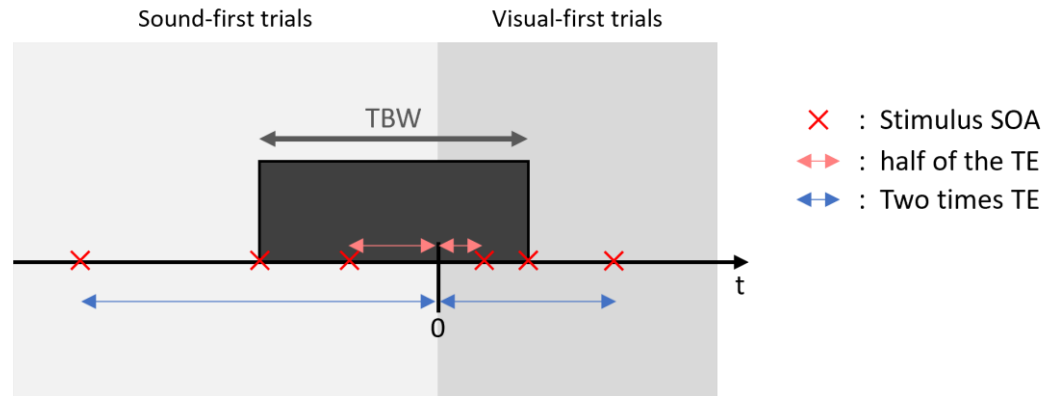 Sound-first trials
Visual-first trials
TBW
: Stimulus SOA
: half of the TE
: Two times TE
t
0